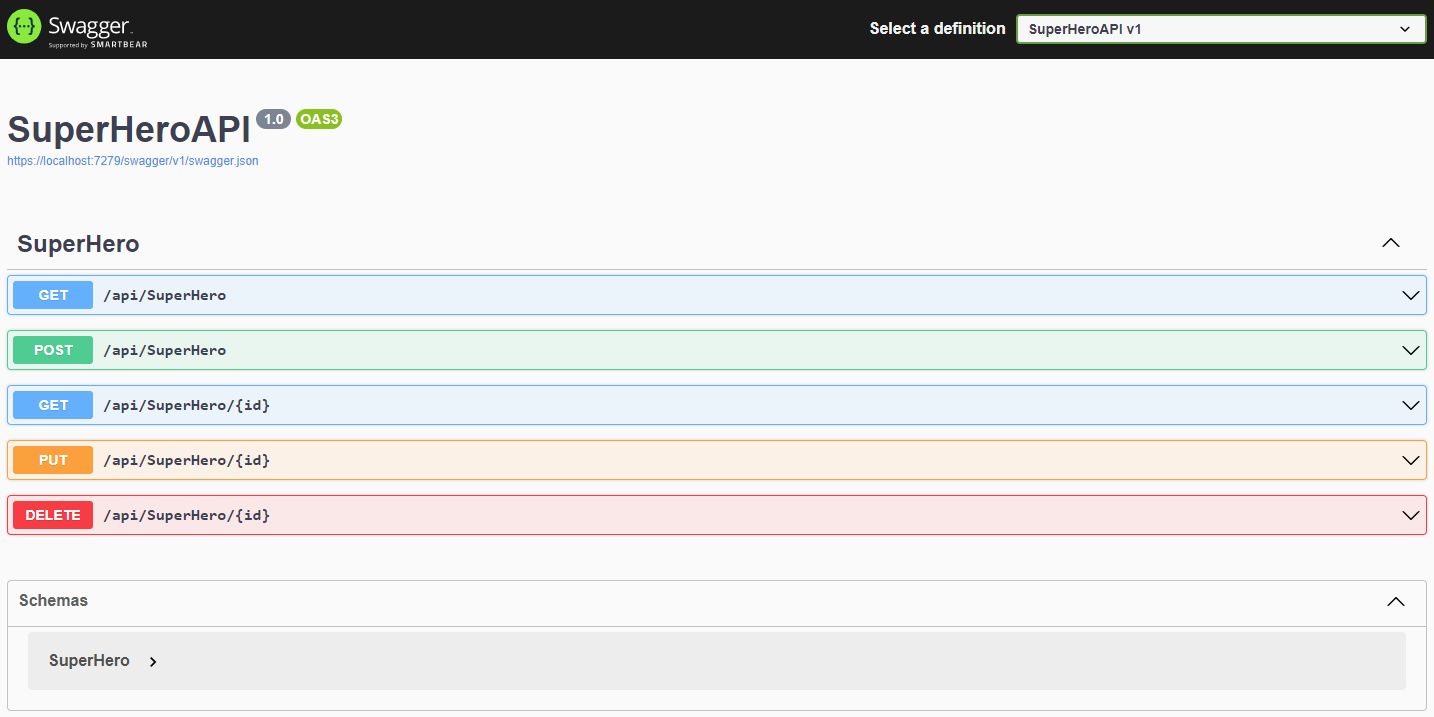 Swagger
Supported by SMARTBEAR
Select a definition
SuperHeroAPI v1
SuperHeroAPI 1.0 OAS3
https://localhost:7279/swagger/v1/swagger.json
SuperHero
GET /api/SuperHero
POST /api/SuperHero
GET /api/SuperHero/{id}
PUT /api/SuperHero/{id}
DELETE /api/SuperHero/{id}
Schemas
SuperHero